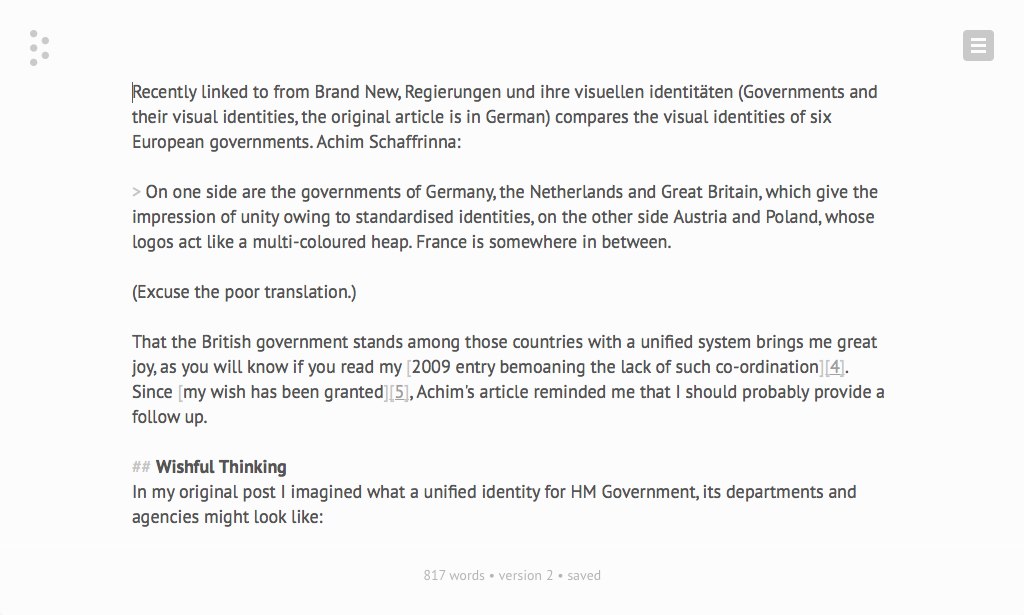 Recently linked to from Brand New, Regierungen und ihre visuellen identitäten (Governments and
their visual identities, the original article is in German) compares the visual identities of six
European governments. Achim Schaffrinna:
> On one side are the governments of Germany, the Netherlands and Great Britain, which give the
impression of unity owing to standardised identities, on the other side Austria and Poland, whose
logos act like a multi-coloured heap. France is somewhere in between.
(Excuse the poor translation.)
That the British government stands among those countries with a unified system brings me great
joy, as you will know if you read my [2009 entry bemoaning the lack of such co-ordination][4].
Since [my wish has been granted][5], Achim's article reminded me that I should probably provide a
follow up.
## Wishful Thinking
In my original post I imagined what a unified identity for HM Government, its departments and
agencies might look like:
817 words • version 2 • saved